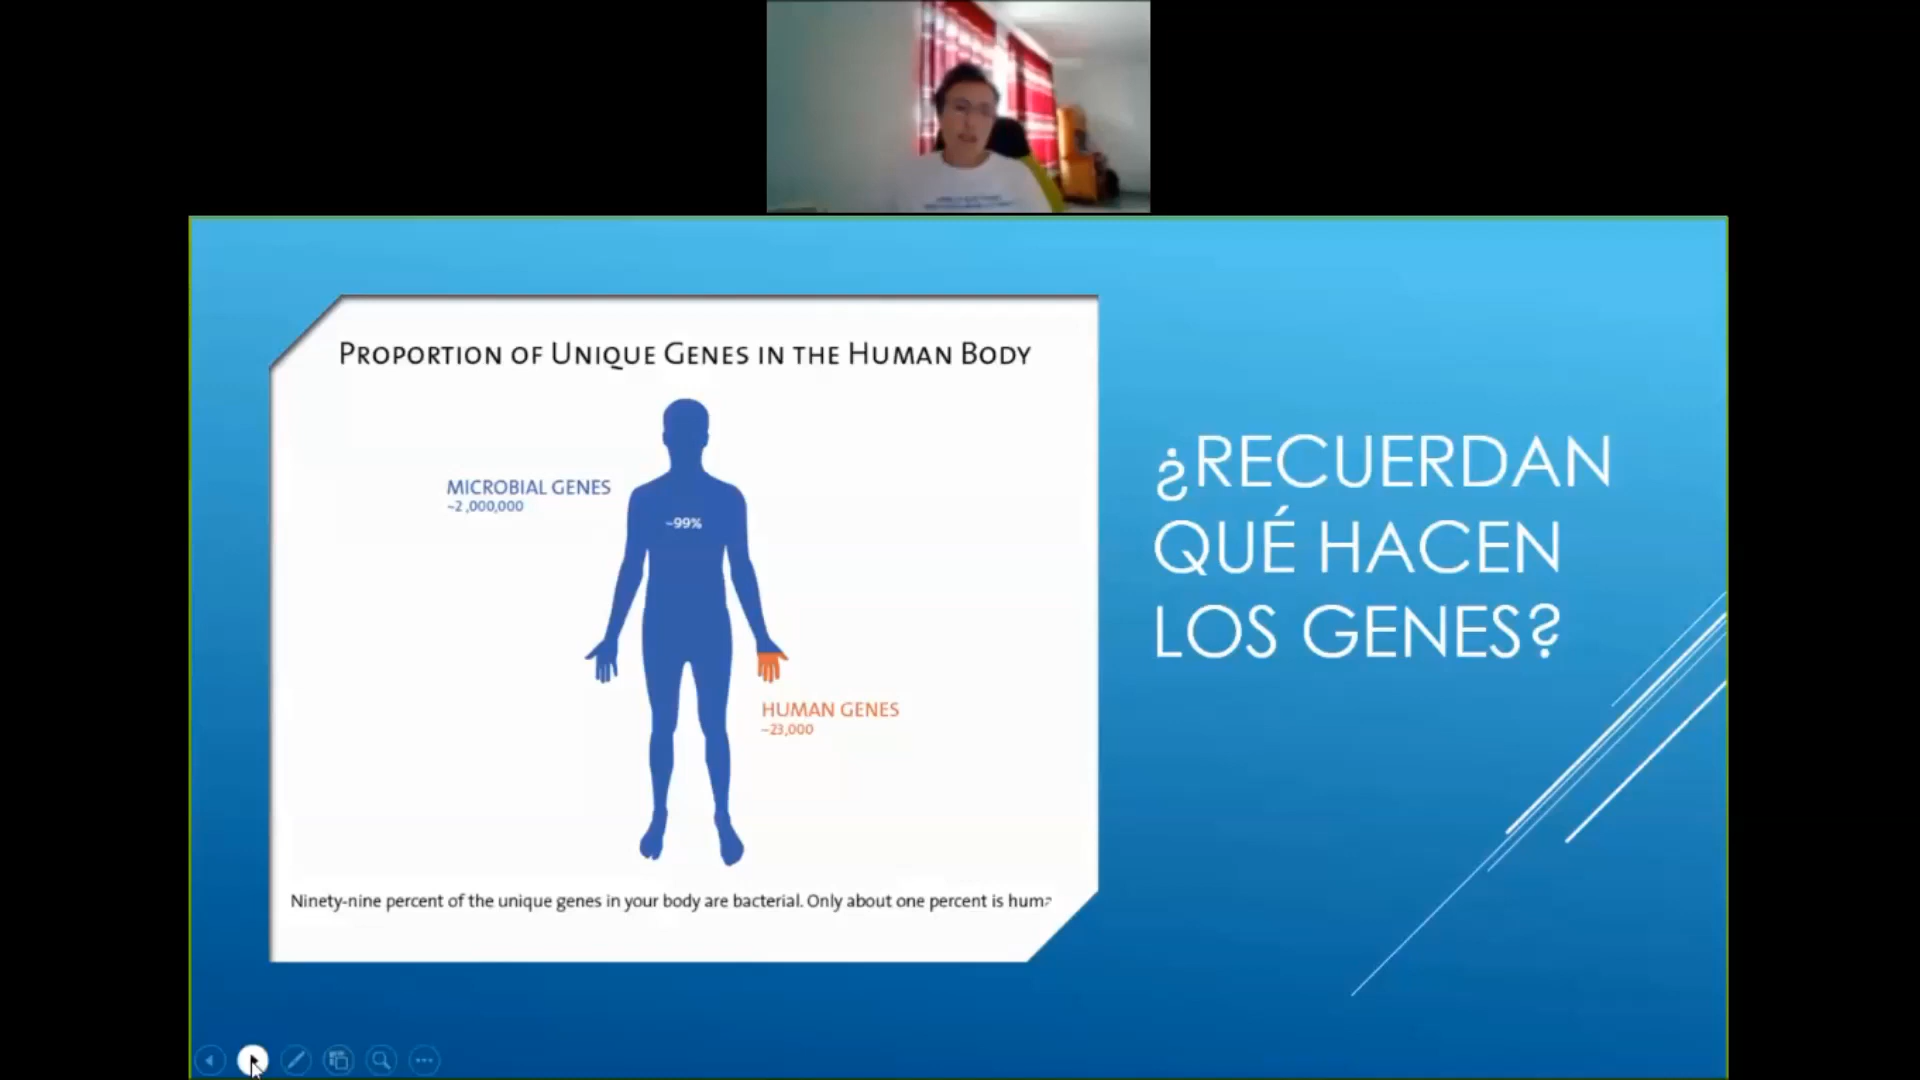 PROPORTION OF UNIQUE GENES IN THE HUMAN BODY
MICROBIAL GENES
~2,000,000
~99%
HUMAN GENES
~23,000
Ninety-nine percent of the unique genes in your body are bacterial. Only about one percent is huma
¿RECUERDAN
QUÉ HACEN
LOS GENES?